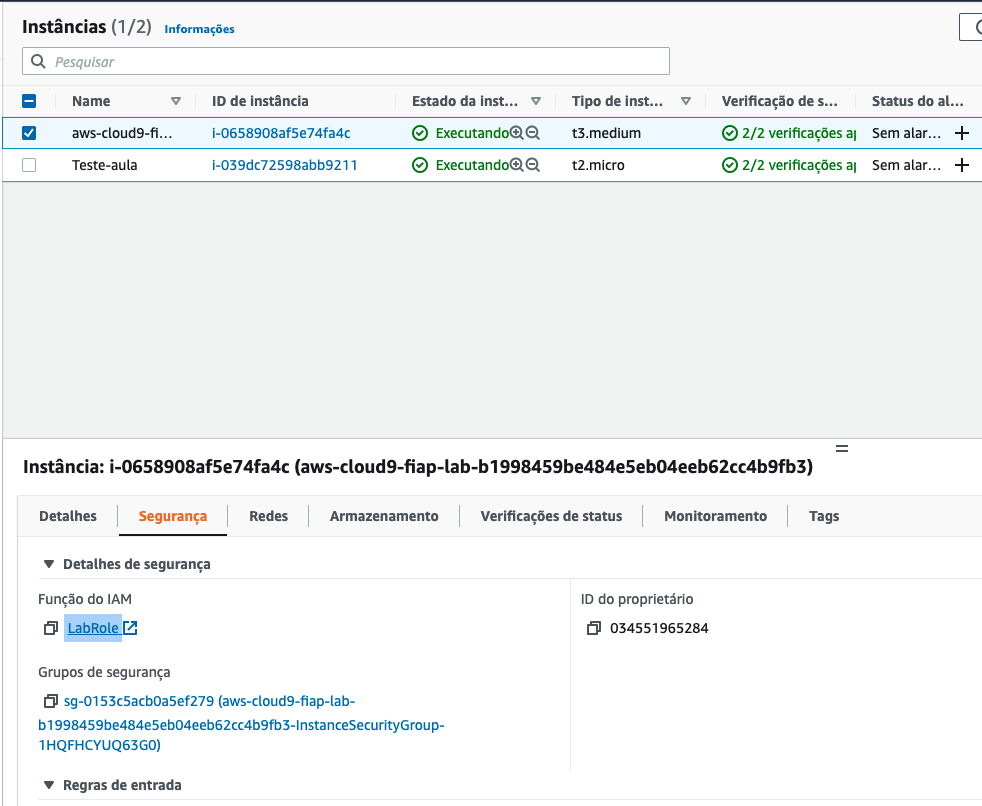 Instâncias (1/2) Informações
Pesquisar
Name ID de instância Estado da inst... Tipo de inst... Verificação de s... Status do al...
aws-cloud9-fi... i-0658908af5e74fa4c Executando t3.medium 2/2 verificações ap Sem alar...
Teste-aula i-039dc72598abb9211 Executando t2.micro 2/2 verificações ap Sem alar...
Instância: i-0658908af5e74fa4c (aws-cloud9-fiap-lab-b1998459be484e5eb04eeb62cc4b9fb3)
Detalhes Segurança Redes Armazenamento Verificações de status Monitoramento Tags
Detalhes de segurança
Função do IAM
LabRole
ID do proprietário
034551965284
Grupos de segurança
sg-0153c5acb0a5ef279 (aws-cloud9-fiap-lab-
b1998459be484e5eb04eeb62cc4b9fb3-InstanceSecurityGroup-
1HQFHCYUQ63G0)
Regras de entrada